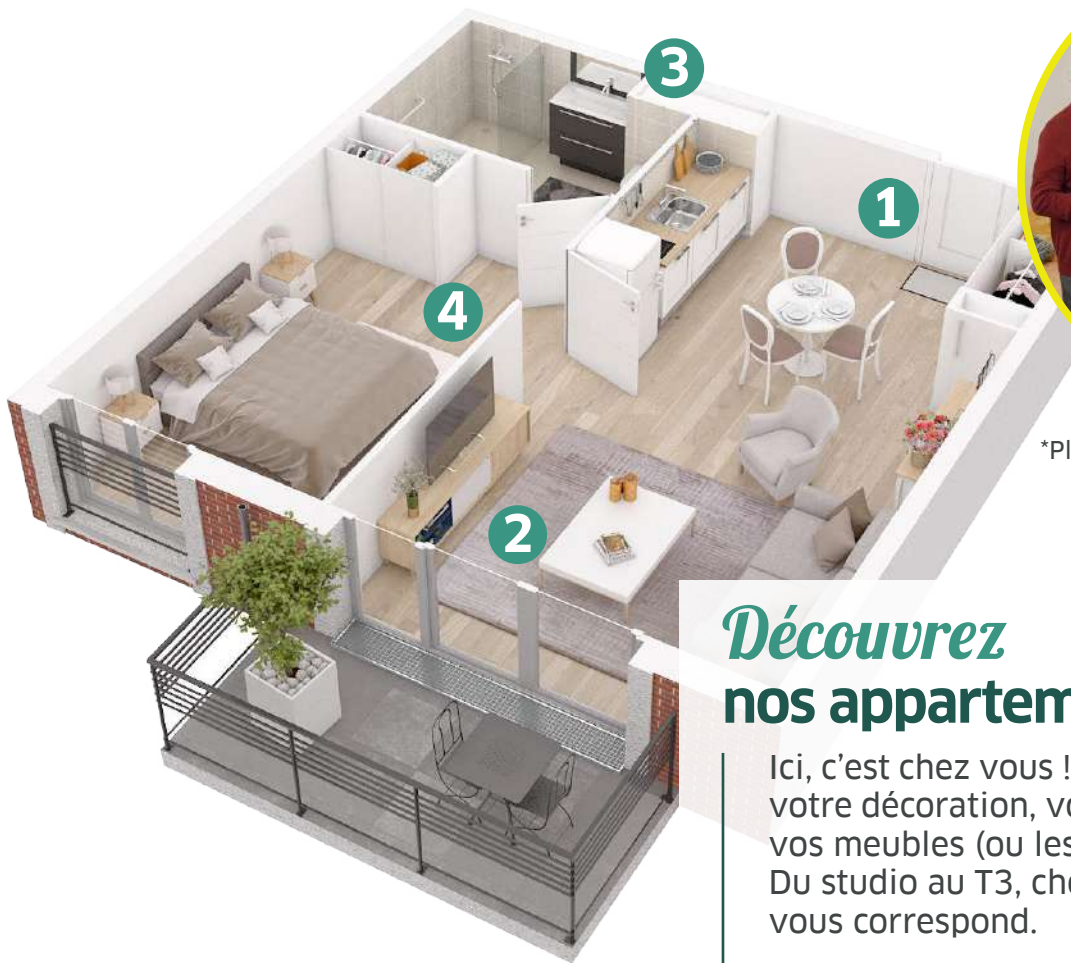 3
1
4
2
*Pl
Découvrez
nos appartem
Ici, c'est chez vous !
votre décoration, vo
vos meubles (ou les
Du studio au T3, cho
vous correspond.